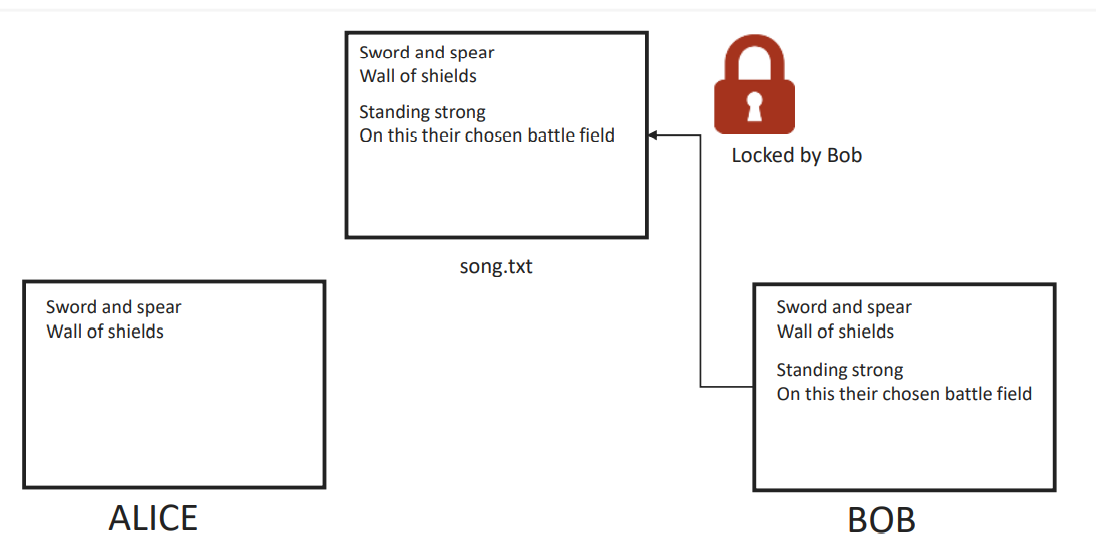 Sword and spear
Wall of shields
Standing strong
On this their chosen battle field
Locked by Bob
song.txt
Sword and spear
Wall of shields
ALICE
Sword and spear
Wall of shields
Standing strong
On this their chosen battle field
BOB